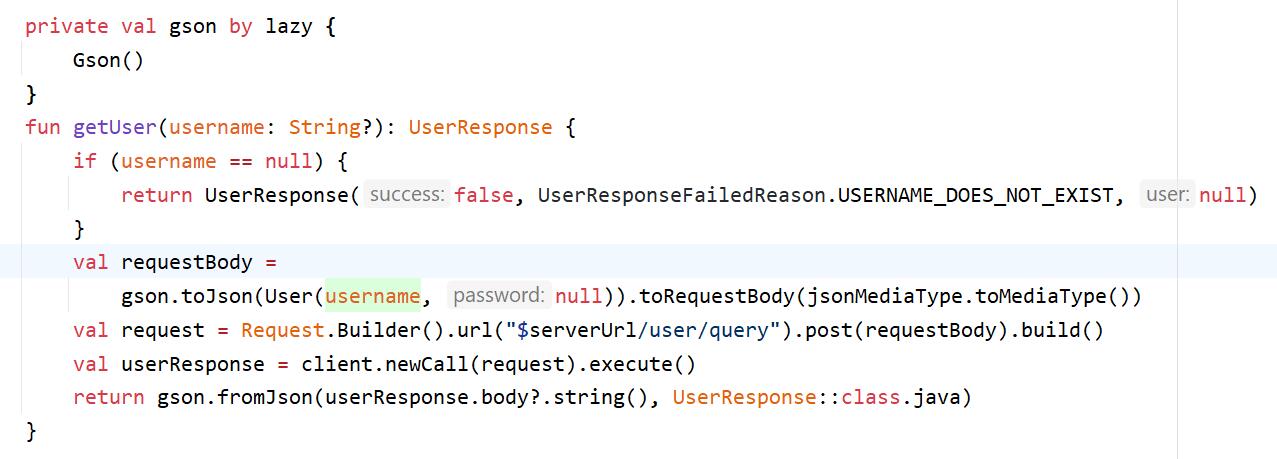 private val gson by lazy {
    Gson()
}
fun getUser(username: String?): UserResponse {
    if (username == null) {
        return UserResponse( success: false, UserResponseFailedReason.USERNAME_DOES_NOT_EXIST, user: null)
    }
    val requestBody =
        gson.toJson(User(username, password: null)).toRequestBody(jsonMediaType.toMediaType())
    val request = Request.Builder().url("$serverUrl/user/query").post(requestBody).build()
    val userResponse = client.newCall(request).execute()
    return gson.fromJson(userResponse.body?.string(), UserResponse::class.java)
}